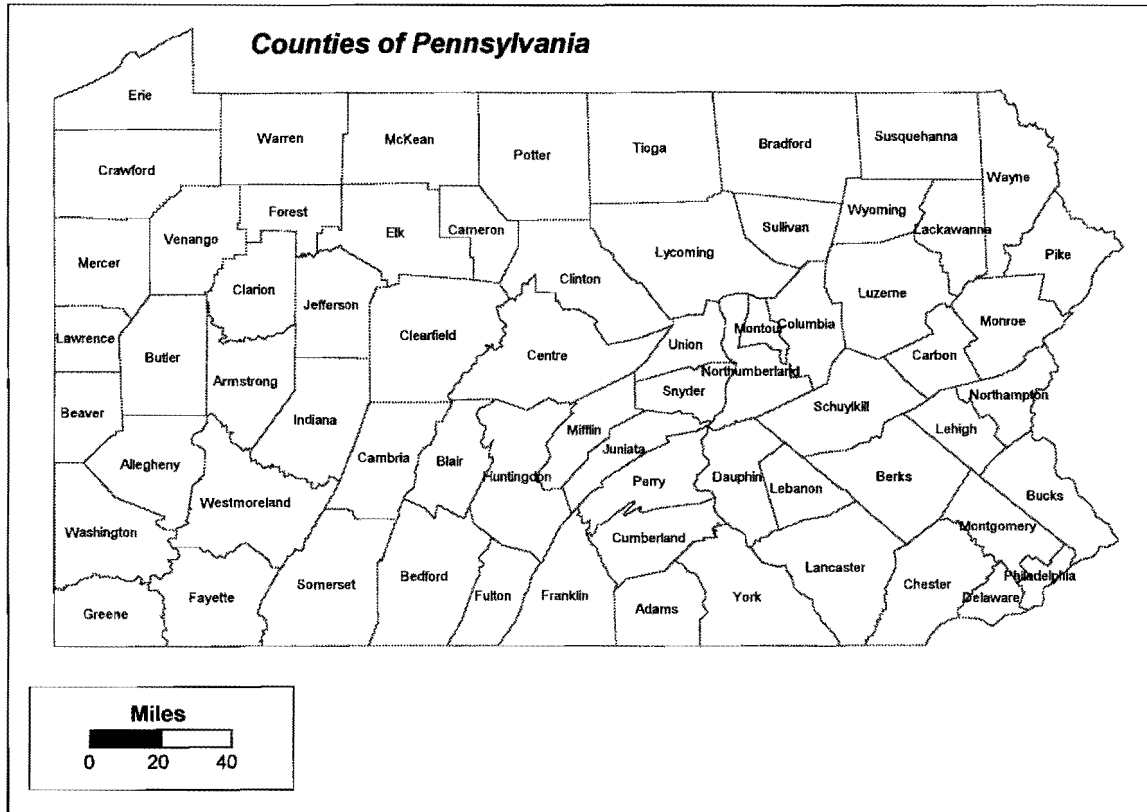 Counties of Pennsylvania
Erie
Warren
McKean
Potter
Tioga
Bradford
Susquehanna
Crawford
Wayne
Forest
Elk
Cameron
Venango
Sullivan
Wyoming
Lackawanna
Lycoming
Pike
Mercer
Clinton
Clarion
Jefferson
Luzerne
Monroe
Lawrence
Butler
Clearfield
Centre
Union
Montour
Columbia
Carbon
Armstrong
Northumberland
Snyder
Northampton
Beaver
Indiana
Schuylkill
Mifflin
Lehigh
Allegheny
Cambria
Blair
Huntingdon
Juniata
Westmoreland
Perry
Dauphin
Lebanon
Berks
Bucks
Washington
Cumberland
Montgomery
Lancaster
Somerset
Bedford
Philadelphia
Chester
Fayette
Fulton
Franklin
Adams
York
Delaware
Greene
Miles
0 20 40